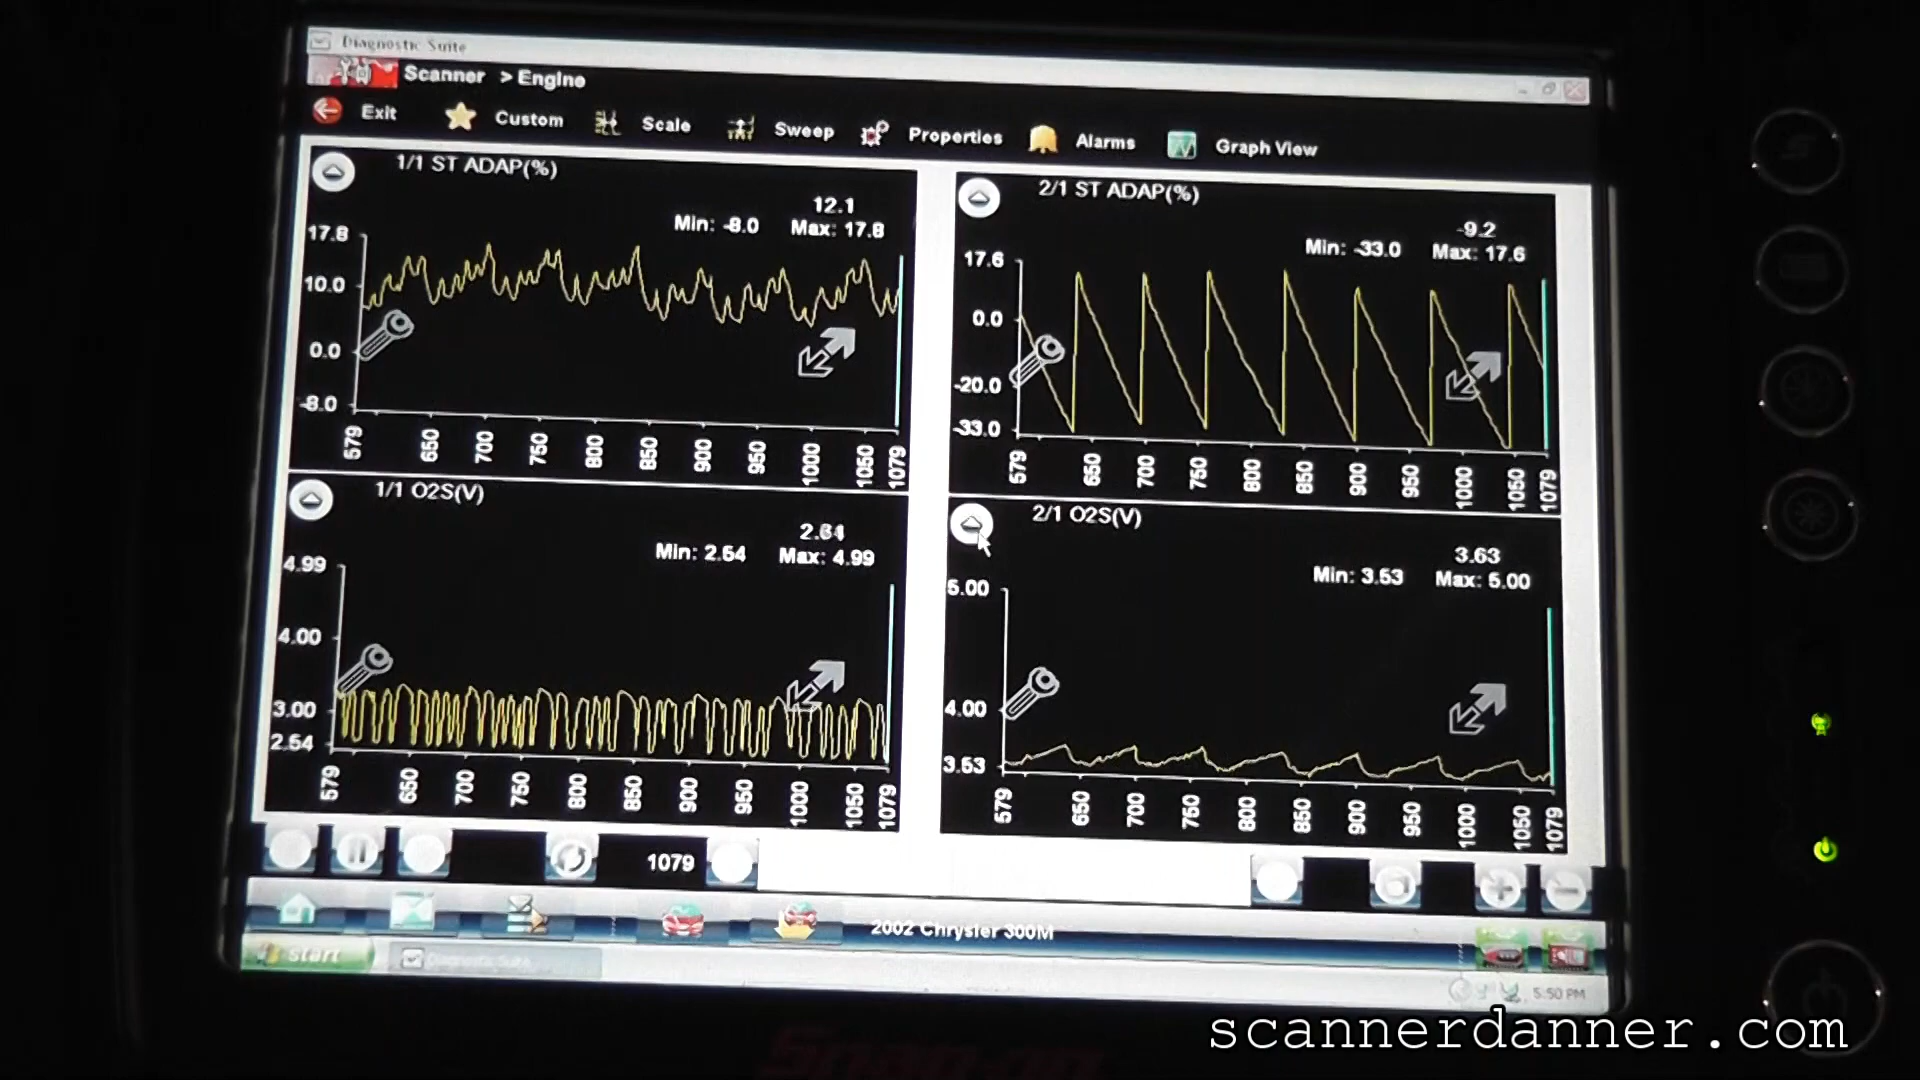 Diagnostic Suite
Scanner > Engine
Exit Custom Scale Sweep Properties Alarms Graph View
1/1 ST ADAP(%)
12.1
Min: -8.0 Max: 17.8
17.8
10.0
0.0
-8.0
579 650 700 750 800 850 900 950 1000 1050 1079
2/1 ST ADAP(%)
-9.2
Min: -33.0 Max: 17.6
17.6
0.0
-20.0
-33.0
579 650 700 750 800 850 900 950 1000 1050 1079
1/1 O2S(V)
2.64
Min: 2.54 Max: 4.99
4.99
4.00
3.00
2.54
579 650 700 750 800 850 900 950 1000 1050 1079
2/1 O2S(V)
3.63
Min: 3.53 Max: 5.00
5.00
4.00
3.53
579 650 700 750 800 850 900 950 1000 1050 1079
1079
2002 Chrysler 300M
start Diagnostic Suite
5:50 PM
Snap-on
scannerdanner.com